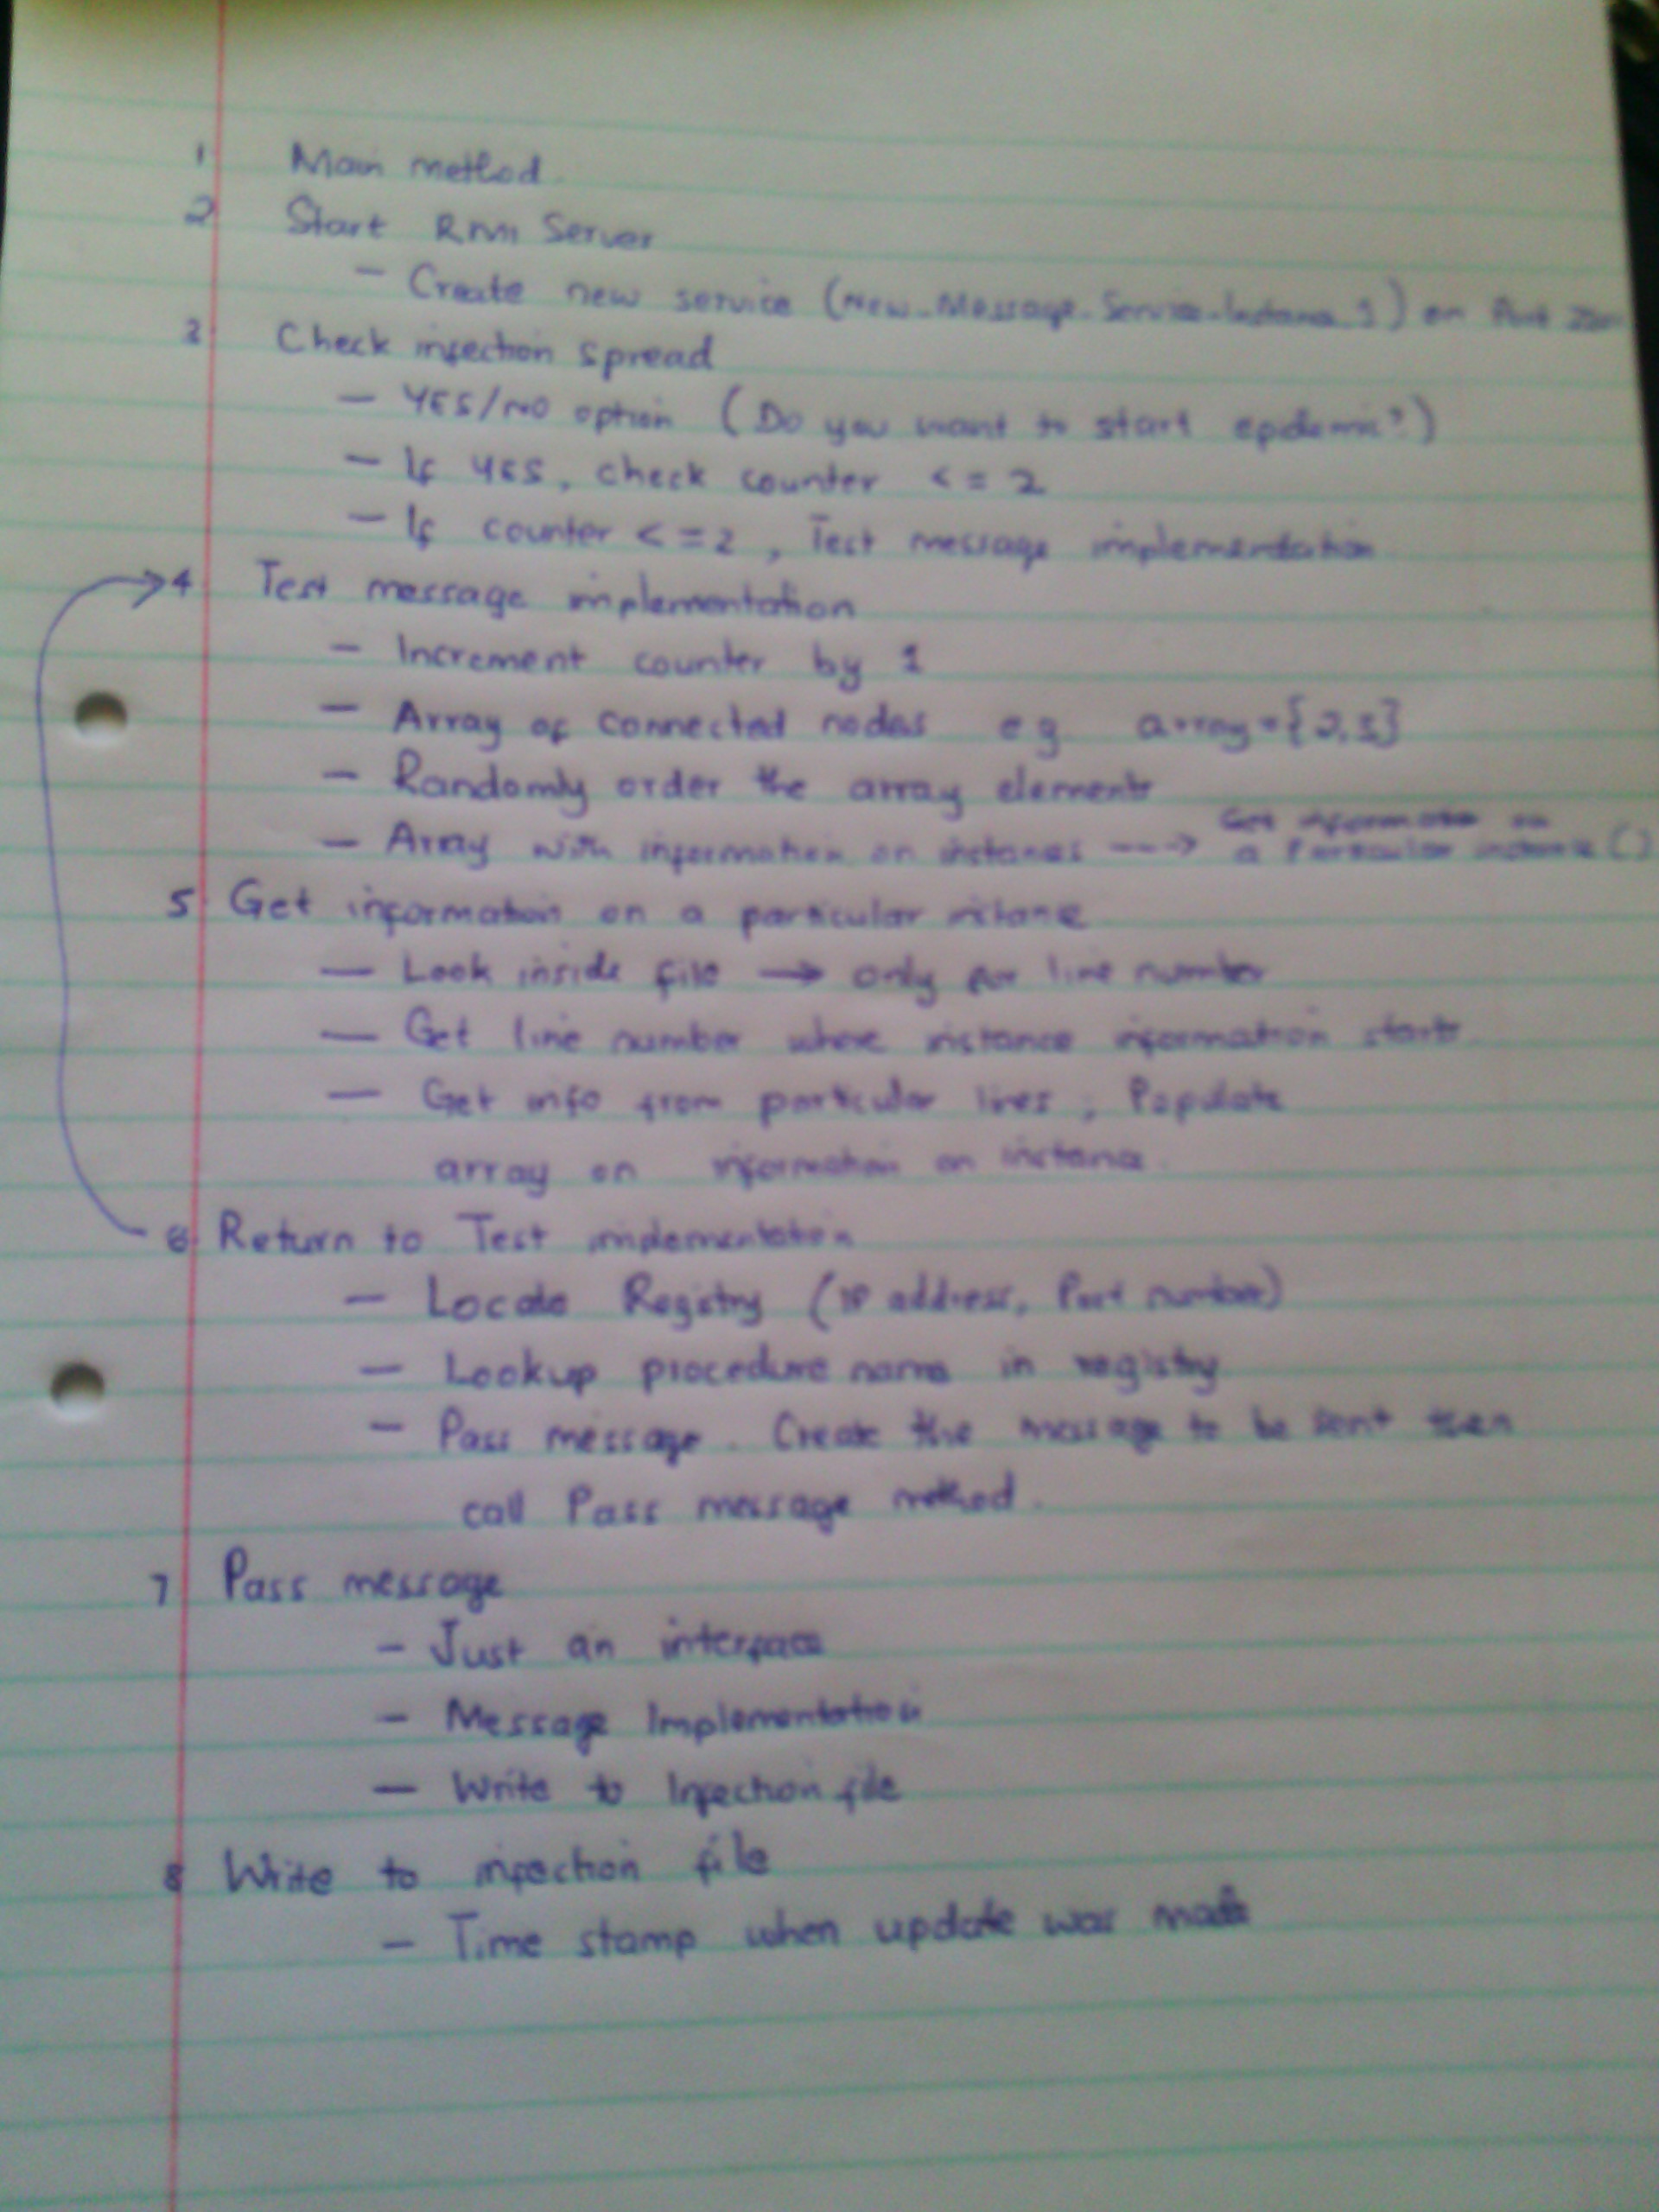 1 Main method.
2 Start RMI Server
- Create new service (New_Message_Service_Instance_1) on Port
3 Check infection spread
- YES/NO option (Do you want to start epidemic?)
- If YES, check counter <= 2
- If counter <= 2, Test message implementation
4 Test message implementation
- Increment counter by 1
- Array of connected nodes eg array = {2,3}
- Randomly order the array elements
- Array with information on instances ---> Get information on
a Particular instance ()
5 Get information on a particular instance
- Look inside file → only for line number
- Get line number where instance information starts
- Get info from particular lines, Populate
array on information on instance.
6 Return to Test implementation
- Locate Registry (IP address, Port number)
- Lookup procedure name in registry
- Pass message. Create the message to be sent then
call Pass message method.
7 Pass message
- Just an interface
- Message Implementation
- Write to Infection file
8 Write to infection file
- Time stamp when update was made